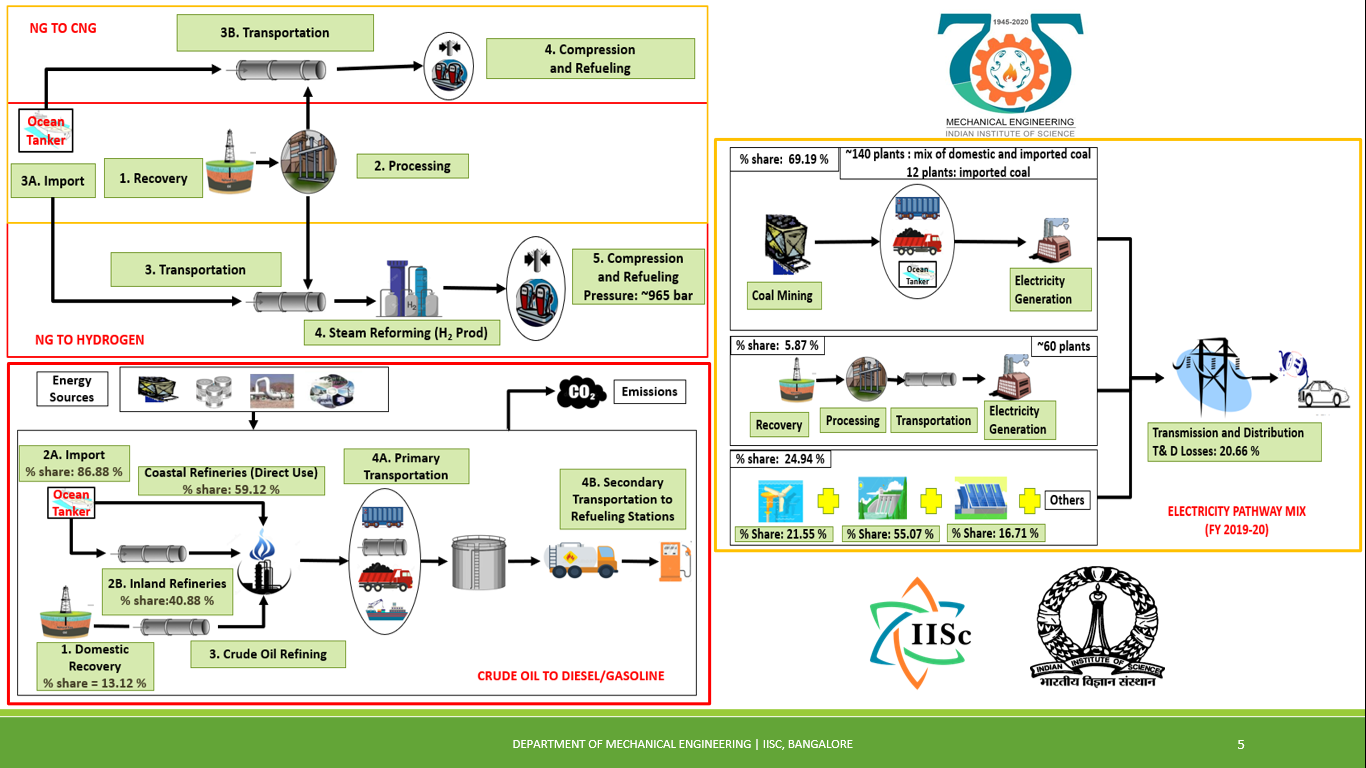 NG TO CNG
3B. Transportation
4. Compression
and Refueling
Ocean
Tanker
3A. Import
1. Recovery
2. Processing
3. Transportation
4. Steam Reforming (H₂ Prod)
H₂
5. Compression
and Refueling
Pressure: ~965 bar
NG TO HYDROGEN
Energy
Sources
CO₂
Emissions
2A. Import
% share: 86.88 %
Ocean
Tanker
Coastal Refineries (Direct Use)
% share: 59.12 %
2B. Inland Refineries
% share:40.88 %
1. Domestic
Recovery
% share = 13.12 %
3. Crude Oil Refining
4A. Primary
Transportation
4B. Secondary
Transportation to
Refueling Stations
CRUDE OIL TO DIESEL/GASOLINE
1945-2020
MECHANICAL ENGINEERING
INDIAN INSTITUTE OF SCIENCE
% share: 69.19 %
~140 plants : mix of domestic and imported coal
12 plants: imported coal
Coal Mining
Ocean
Tanker
Electricity
Generation
% share: 5.87 %
~60 plants
Recovery
Processing
Transportation
Electricity
Generation
% share: 24.94 %
Others
% Share: 21.55 %
% Share: 55.07 %
% Share: 16.71 %
Transmission and Distribution
T& D Losses: 20.66 %
ELECTRICITY PATHWAY MIX
(FY 2019-20)
IISc
INDIAN INSTITUTE OF SCIENCE
भारतीय विज्ञान संस्थान
DEPARTMENT OF MECHANICAL ENGINEERING | IISC, BANGALORE
5